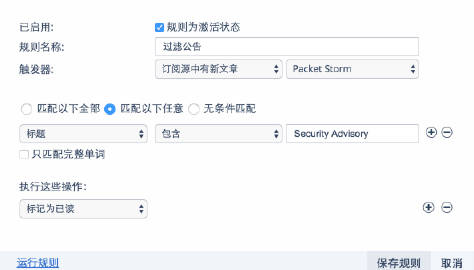 已启用: 规则为激活状态
规则名称: 过滤公告
触发器: 订阅源中有新文章 Packet Storm
匹配以下全部 匹配以下任意 无条件匹配
标题 包含 Security Advisory
只匹配完整单词
执行这些操作:
标记为已读
运行规则 保存规则 取消